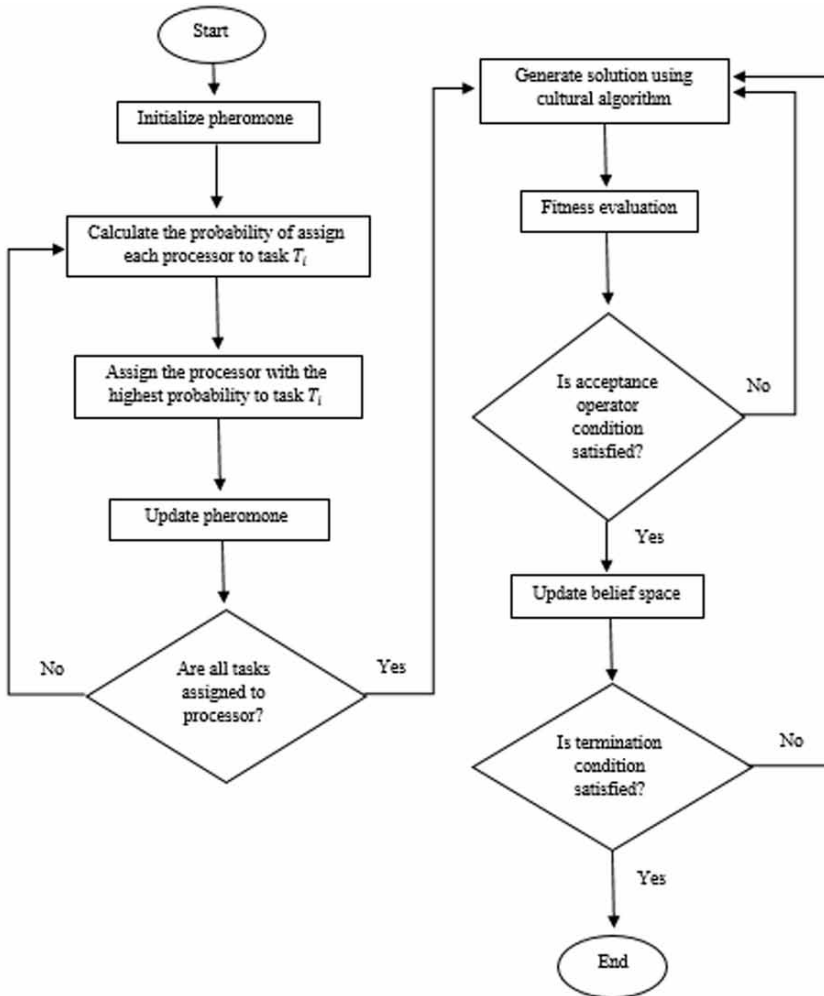 Start
Initialize pheromone
Calculate the probability of assign
each processor to task Ti
Assign the processor with the
highest probability to task Ti
Update pheromone
Are all tasks
assigned to
processor?
No
Yes
Generate solution using
cultural algorithm
Fitness evaluation
Is acceptance
operator
condition
satisfied?
No
Yes
Update belief space
Is termination
condition
satisfied?
No
Yes
End